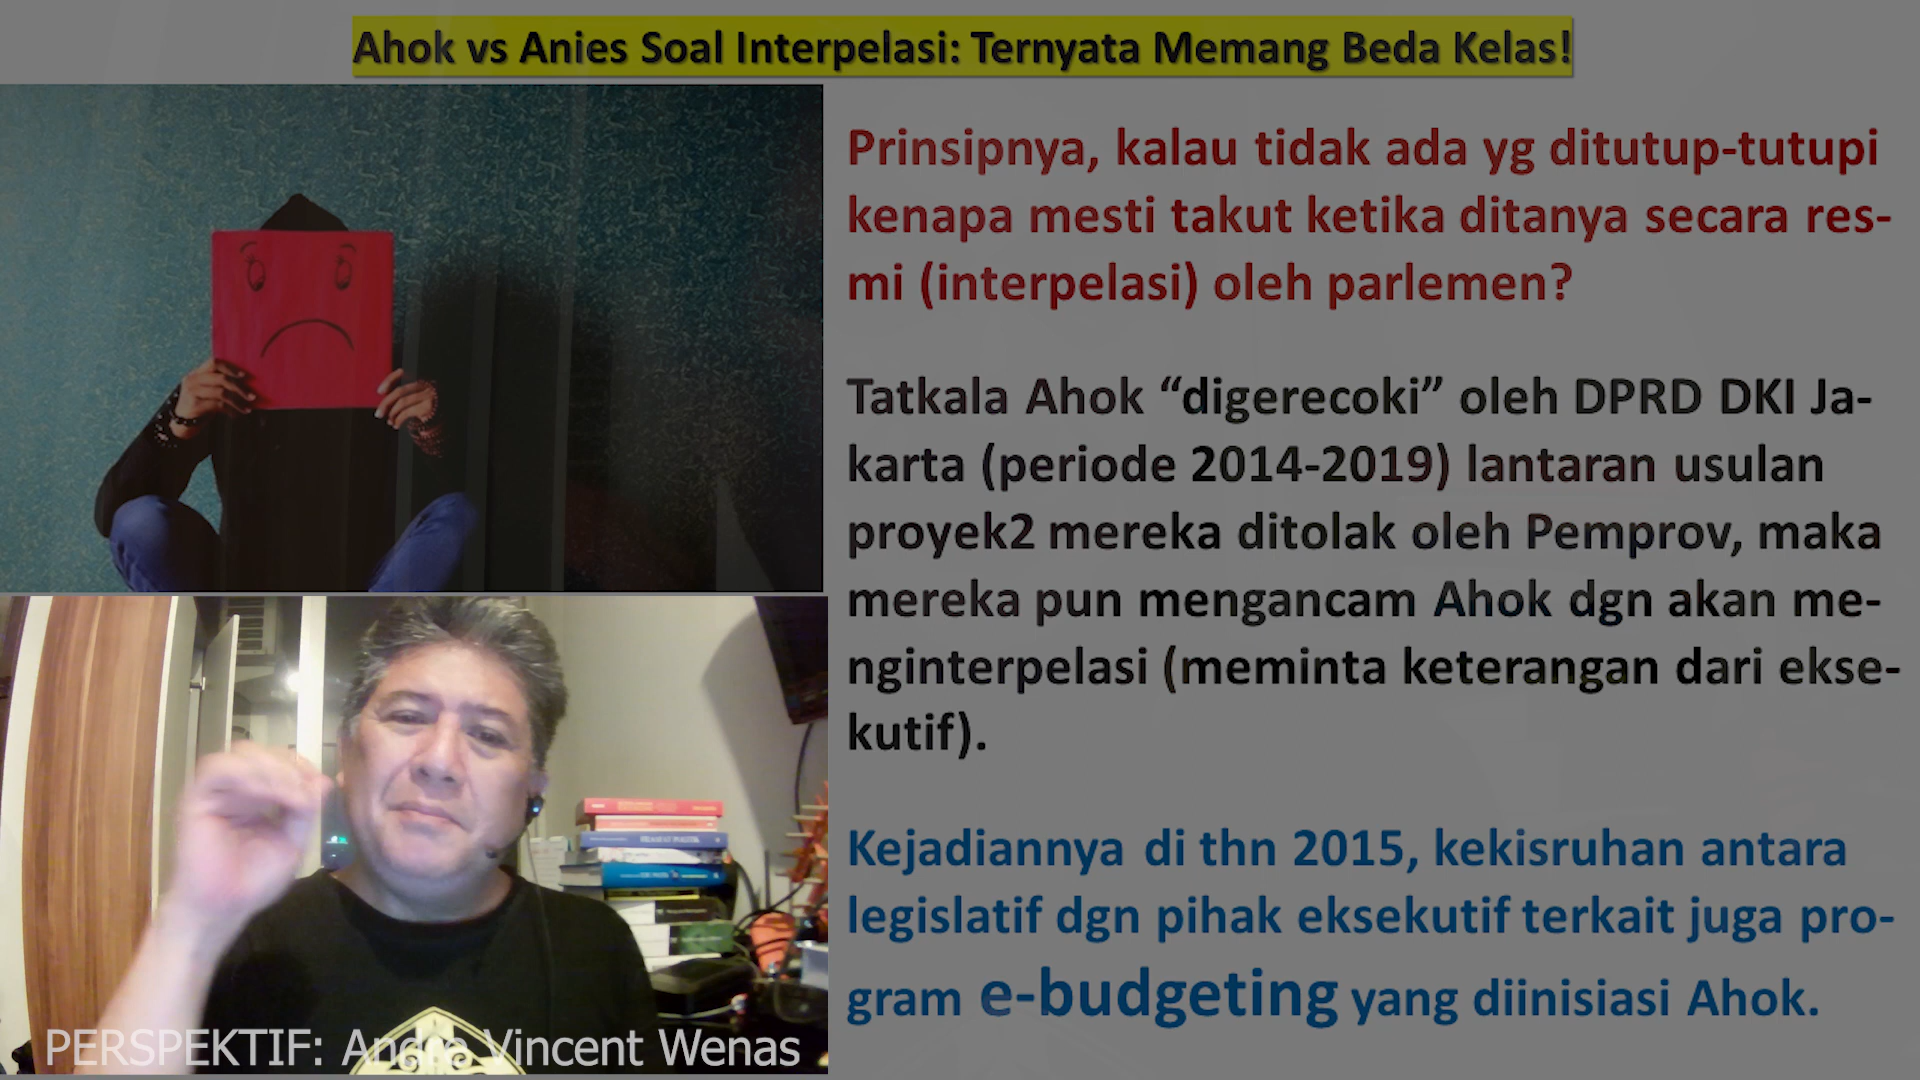 Ahok vs Anies Soal Interpelasi: Ternyata Memang Beda Kelas!
Prinsipnya, kalau tidak ada yg ditutup-tutupi
kenapa mesti takut ketika ditanya secara res-
mi (interpelasi) oleh parlemen?
Tatkala Ahok “digerecoki” oleh DPRD DKI Ja-
karta (periode 2014-2019) lantaran usulan
proyek2 mereka ditolak oleh Pemprov, maka
mereka pun mengancam Ahok dgn akan me-
nginterpelasi (meminta keterangan dari ekse-
kutif).
Kejadiannya di thn 2015, kekisruhan antara
legislatif dgn pihak eksekutif terkait juga pro-
gram e-budgeting yang diinisiasi Ahok.
PERSPEKTIF: Andre Vincent Wenas